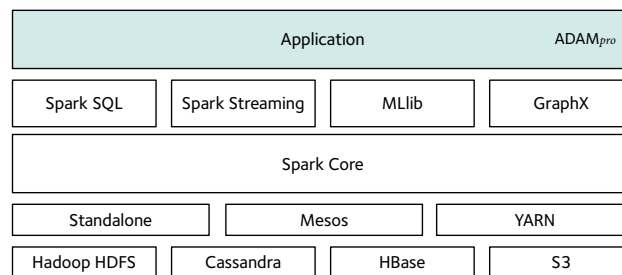 Application ADAMpro
Spark SQL Spark Streaming MLlib GraphX
Spark Core
Standalone Mesos YARN
Hadoop HDFS Cassandra HBase S3